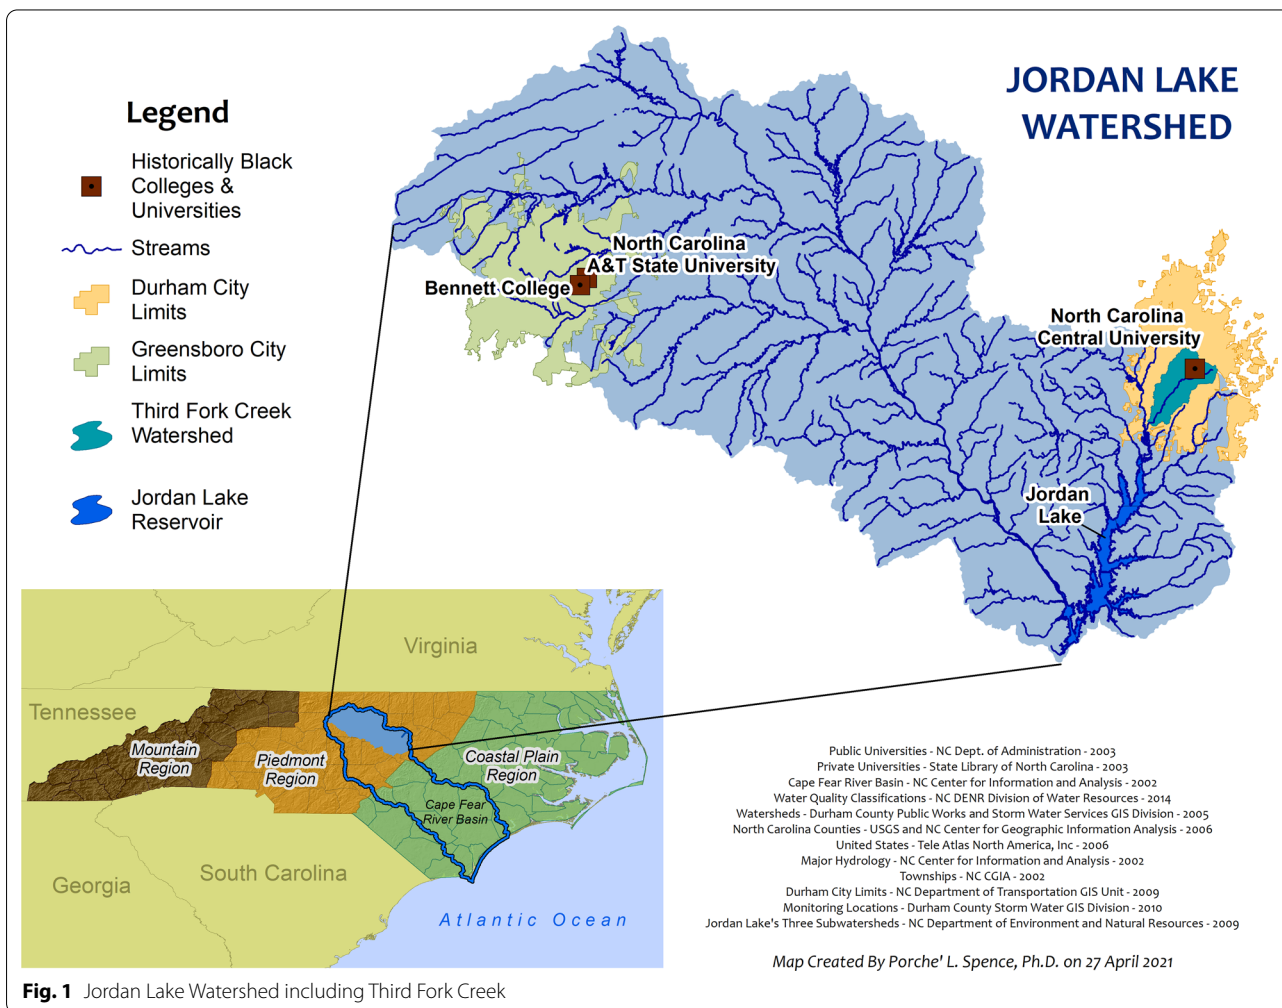 JORDAN LAKE
WATERSHED
Legend
Historically Black
Colleges &
Universities
Streams
Durham City
Limits
Greensboro City
Limits
Third Fork Creek
Watershed
Jordan Lake
Reservoir
North Carolina
A&T State University
Bennett College
North Carolina
Central University
Jordan
Lake
Virginia
Tennessee
Mountain
Region
Piedmont
Region
Coastal Plain
Region
Cape Fear
River Basin
South Carolina
Georgia
Atlantic Ocean
Public Universities - NC Dept. of Administration - 2003
Private Universities - State Library of North Carolina - 2003
Cape Fear River Basin - NC Center for Information and Analysis - 2002
Water Quality Classifications - NC DENR Division of Water Resources - 2014
Watersheds - Durham County Public Works and Storm Water Services GIS Division - 2005
North Carolina Counties - USGS and NC Center for Geographic Information Analysis - 2006
United States - Tele Atlas North America, Inc - 2006
Major Hydrology - NC Center for Information and Analysis - 2002
Townships - NC CGIA - 2002
Durham City Limits - NC Department of Transportation GIS Unit - 2009
Monitoring Locations - Durham County Storm Water GIS Division - 2010
Jordan Lake's Three Subwatersheds - NC Department of Environment and Natural Resources - 2009
Map Created By Porche' L. Spence, Ph.D. on 27 April 2021
Fig. 1 Jordan Lake Watershed including Third Fork Creek